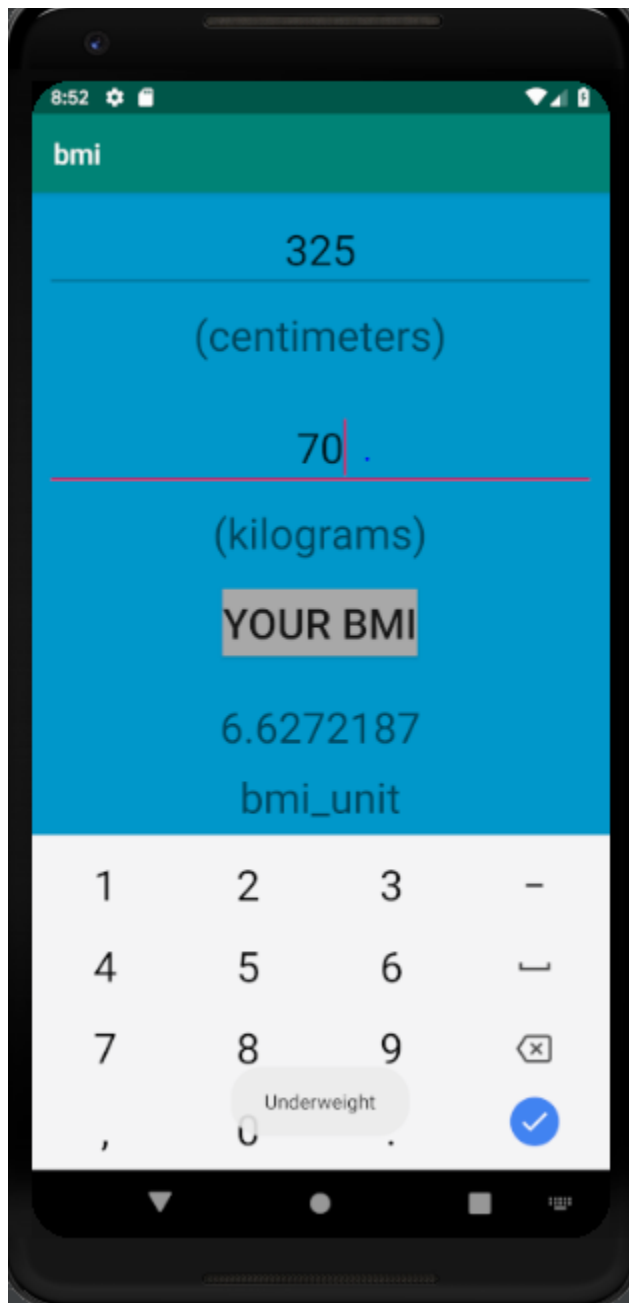 8:52
bmi
325
(centimeters)
70 .
(kilograms)
YOUR BMI
6.6272187
bmi_unit
1 2 3 -
4 5 6
7 8 9
Underweight
, 0 .